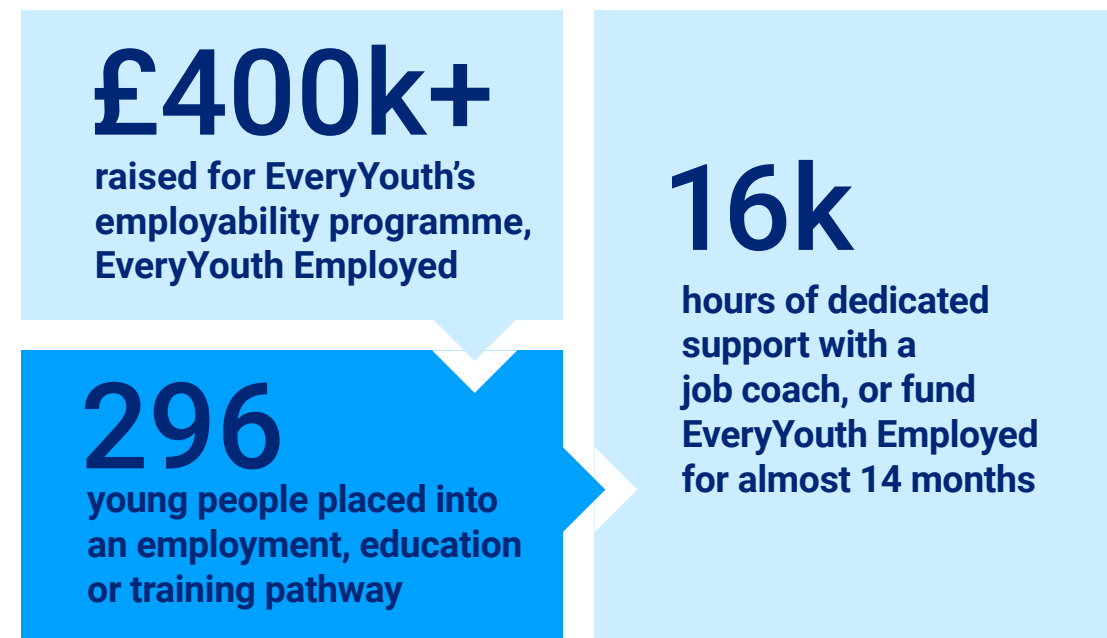 £400k+
raised for EveryYouth’s
employability programme,
EveryYouth Employed
296
young people placed into
an employment, education
or training pathway
16k
hours of dedicated
support with a
job coach, or fund
EveryYouth Employed
for almost 14 months